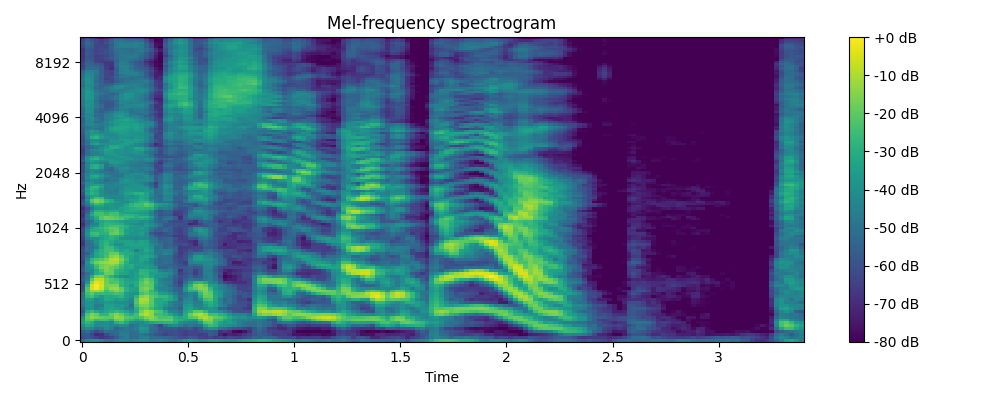 Mel-frequency spectrogram
Hz
8192
4096
2048
1024
512
0
0
0.5
1
1.5
2
2.5
3
Time
+0 dB
-10 dB
-20 dB
-30 dB
-40 dB
-50 dB
-60 dB
-70 dB
-80 dB